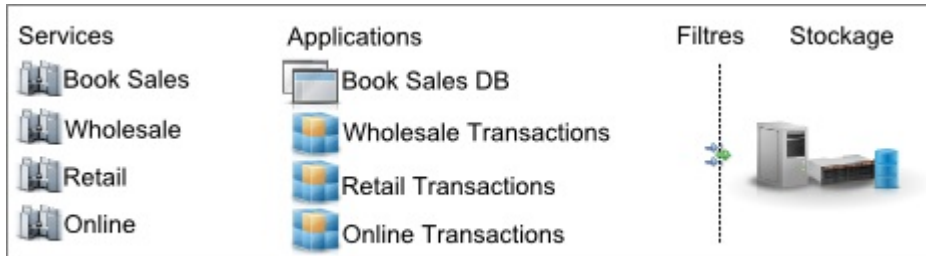 Services Applications Filtres Stockage
Book Sales Book Sales DB
Wholesale Wholesale Transactions
Retail Retail Transactions
Online Online Transactions